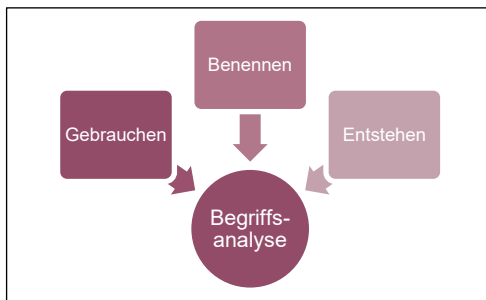 Benennen
Gebrauchen
Entstehen
Begriffs-
analyse